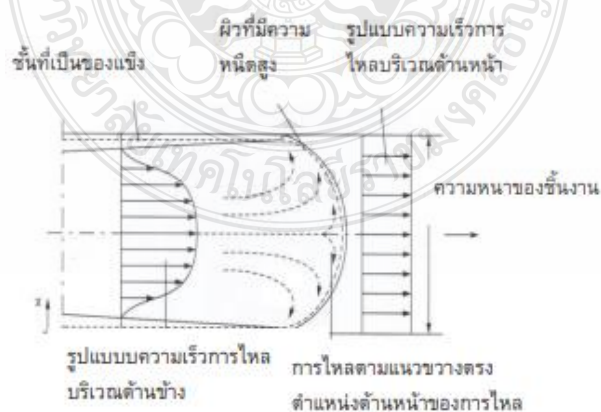 ผิวที่มีความ
หนืดสูง
รูปแบบความเร็วการ
ไหลบริเวณด้านหน้า
ชั้นที่เป็นของแข็ง
ความหนาของชิ้นงาน
รูปแบบบความเร็วการไหล
บริเวณด้านข้าง
การไหลตามแนวขวางตรง
ตำแหน่งด้านหน้าของการไหล